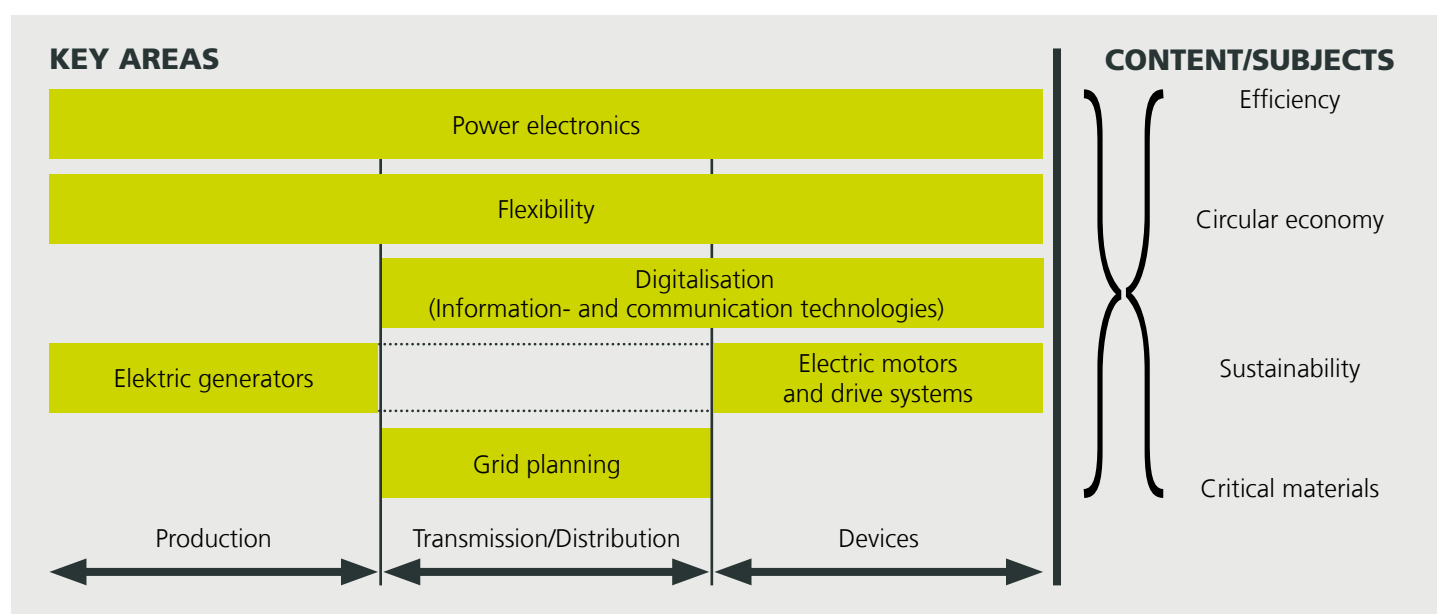 KEY AREAS
Power electronics
Flexibility
Digitalisation
(Information- and communication technologies)
Elektric generators
Electric motors
and drive systems
Grid planning
Production
Transmission/Distribution
Devices
CONTENT/SUBJECTS
Efficiency
Circular economy
Sustainability
Critical materials